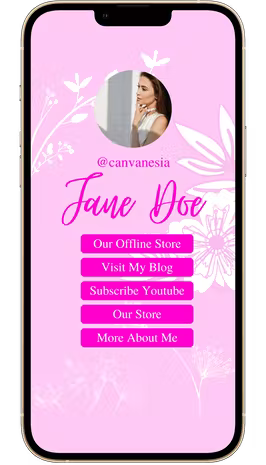 @canvanesia
Jane Doe
Our Offline Store
Visit My Blog
Subscribe Youtube
Our Store
More About Me